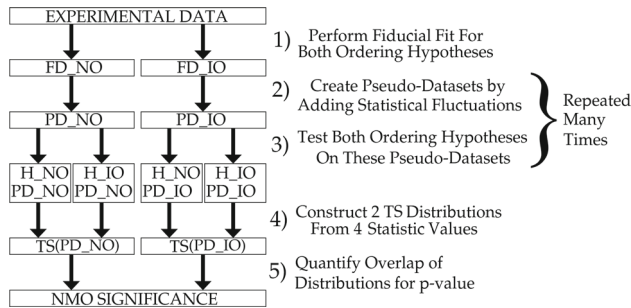 EXPERIMENTAL DATA
1) Perform Fiducial Fit For
Both Ordering Hypotheses
FD_NO FD_IO
2) Create Pseudo-Datasets by
Adding Statistical Fluctuations
Repeated
Many
Times
PD_NO PD_IO
3) Test Both Ordering Hypotheses
On These Pseudo-Datasets
H_NO H_IO H_NO H_IO
PD_NO PD_NO PD_IO PD_IO
4) Construct 2 TS Distributions
From 4 Statistic Values
TS(PD_NO) TS(PD_IO)
5) Quantify Overlap of
Distributions for p-value
NMO SIGNIFICANCE